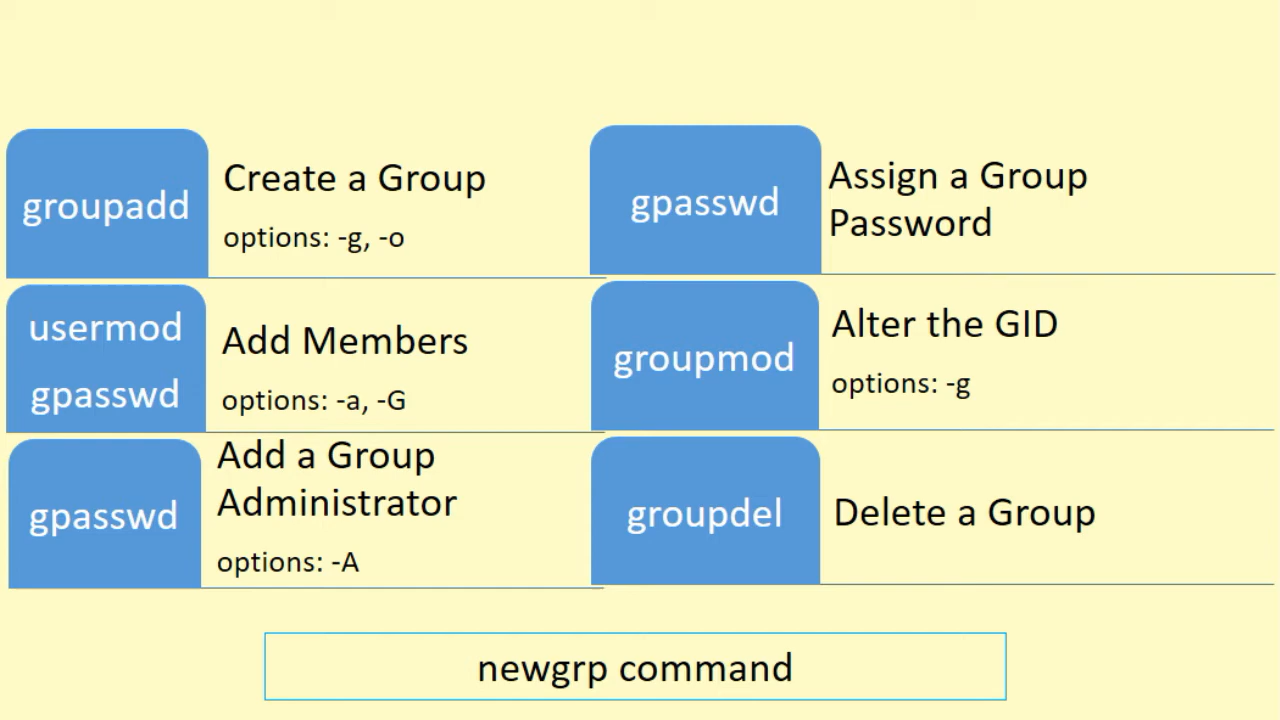 groupadd
Create a Group
options: -g, -o
usermod
gpasswd
Add Members
options: -a, -G
gpasswd
Add a Group
Administrator
options: -A
gpasswd
Assign a Group
Password
groupmod
Alter the GID
options: -g
groupdel
Delete a Group
newgrp command